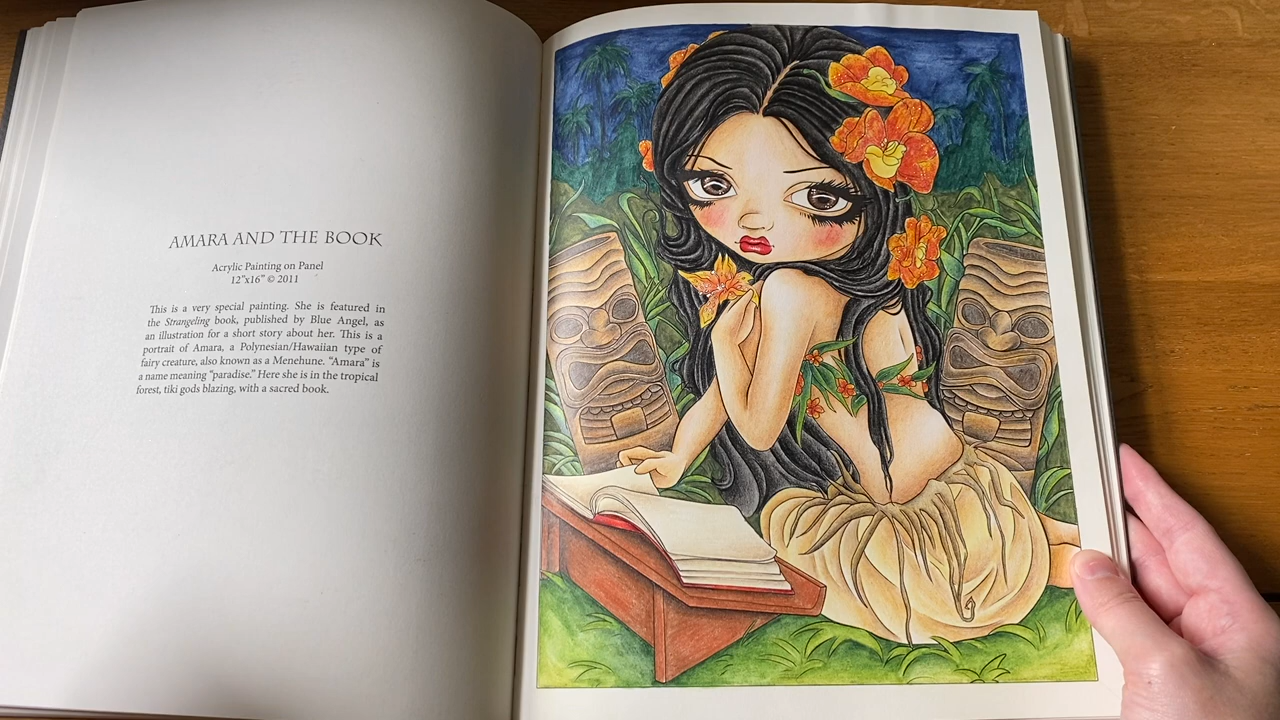 AMARA AND THE BOOK
Acrylic Painting on Panel
12"x16" © 2011
This is a very special painting. She is featured in
the Strangeling book, published by Blue Angel, as
an illustration for a short story about her. This is a
portrait of Amara, a Polynesian/Hawaiian type of
fairy creature, also known as a Menehune. “Amara” is
a name meaning “paradise.” Here she is in the tropical
forest, tiki gods blazing, with a sacred book.